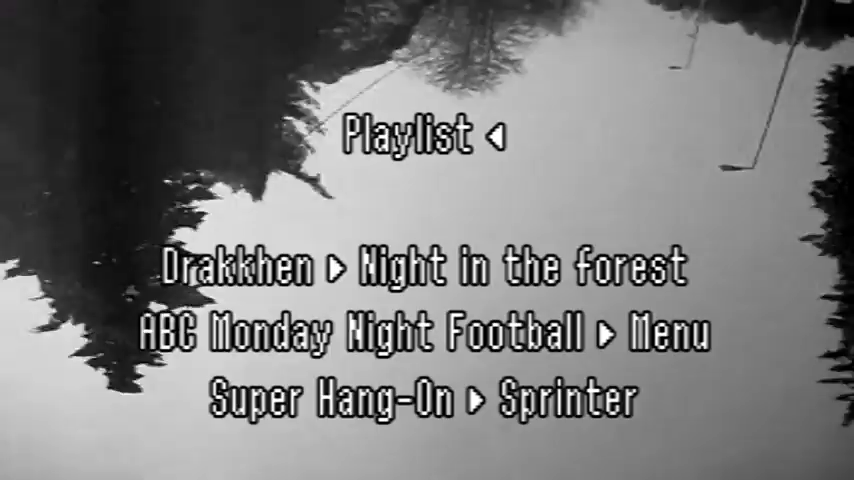 Playlist ◄
Drakkhen ► Night in the forest
ABC Monday Night Football ► Menu
Super Hang-On ► Sprinter